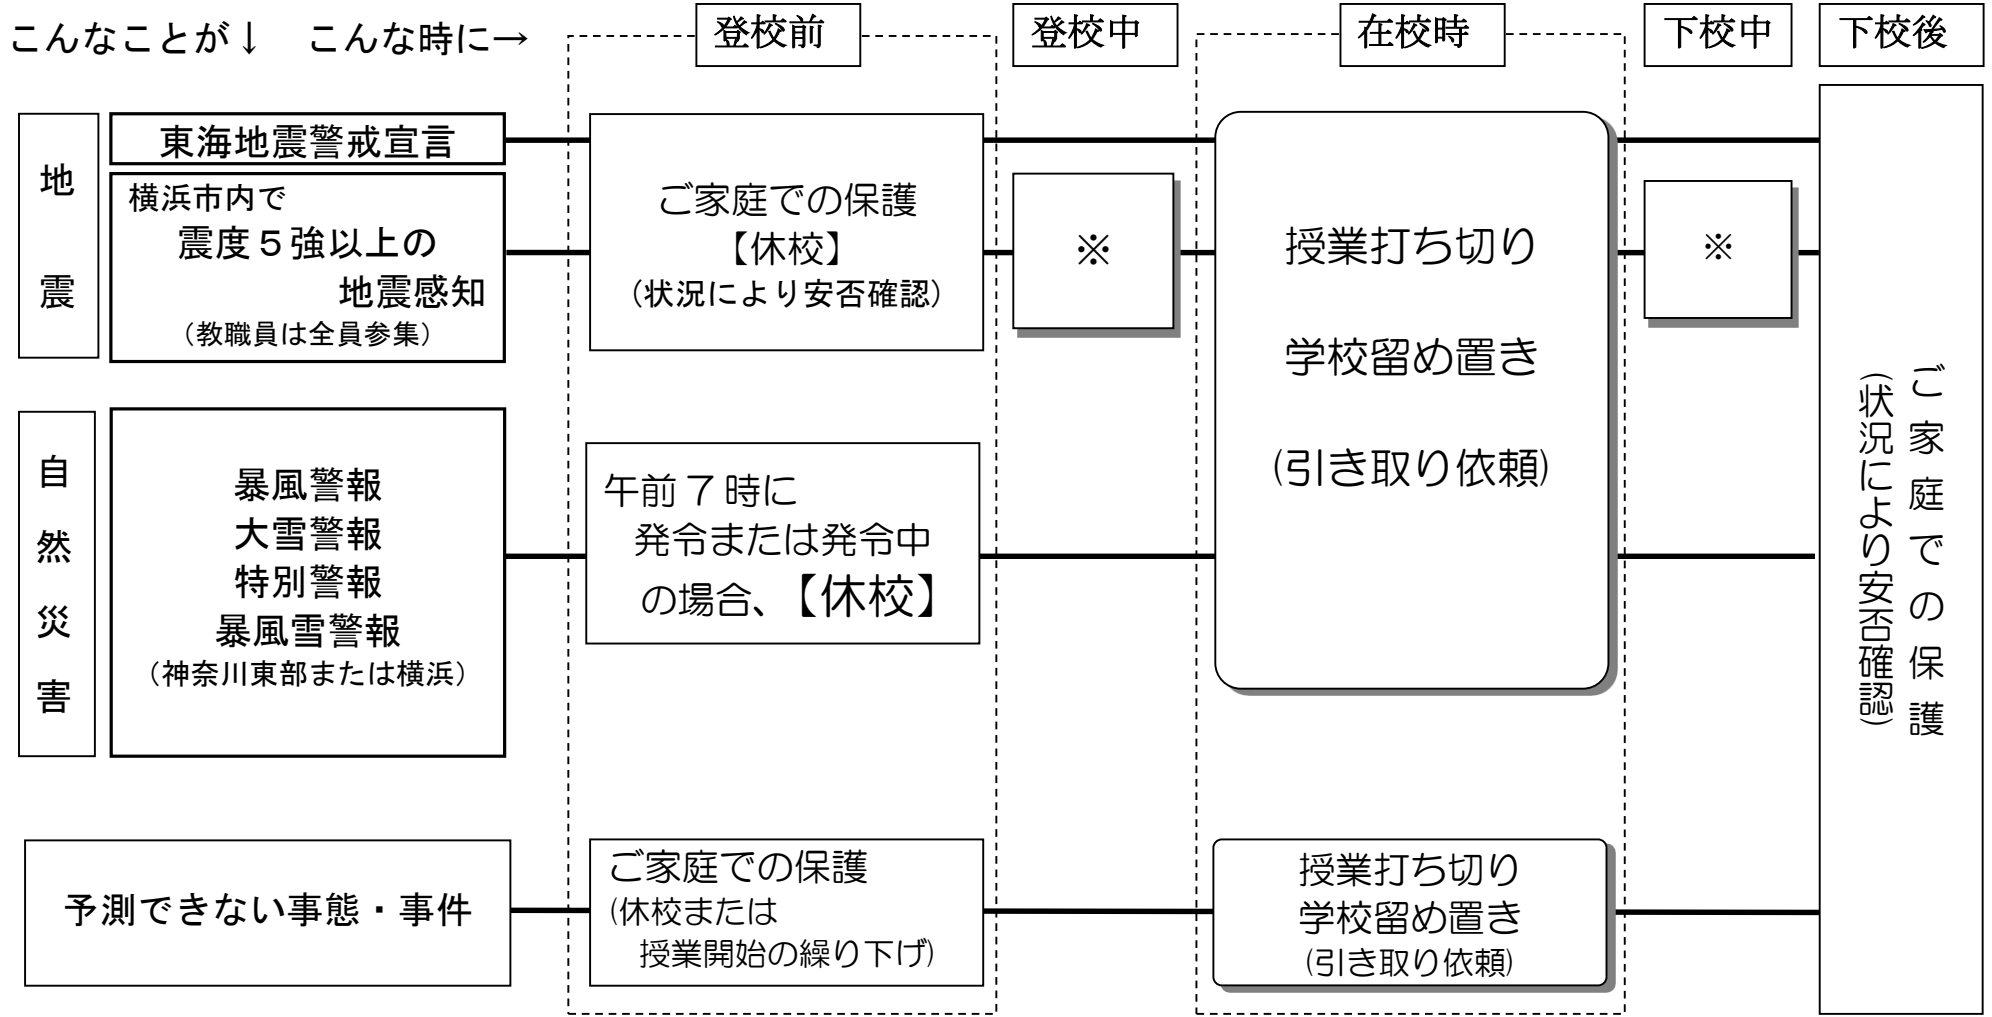 こんなことが↓　こんな時に→
登校前
登校中
在校時
下校中
下校後
地震
東海地震警戒宣言
横浜市内で
震度５強以上の
地震感知
（教職員は全員参集）
ご家庭での保護
【休校】
（状況により安否確認）
※
授業打ち切り
学校留め置き
(引き取り依頼)
※
ご家庭での保護
(状況により安否確認)
自然災害
暴風警報
大雪警報
特別警報
暴風雪警報
（神奈川東部または横浜）
午前７時に
発令または発令中
の場合、【休校】
予測できない事態・事件
ご家庭での保護
(休校または
授業開始の繰り下げ)
授業打ち切り
学校留め置き
(引き取り依頼)